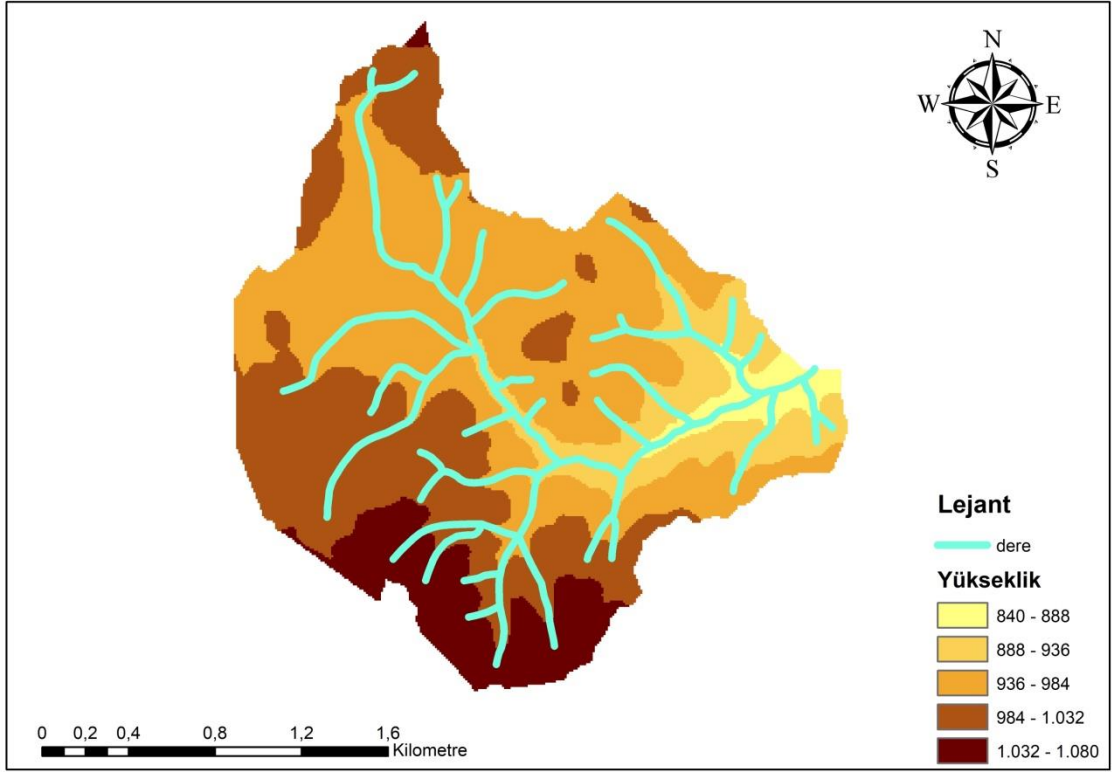 N
W
E
S
Lejant
dere
Yükseklik
840 - 888
888 - 936
936 - 984
984 - 1.032
1.032 - 1.080
0 0,2 0,4 0,8 1,2 1,6
Kilometre